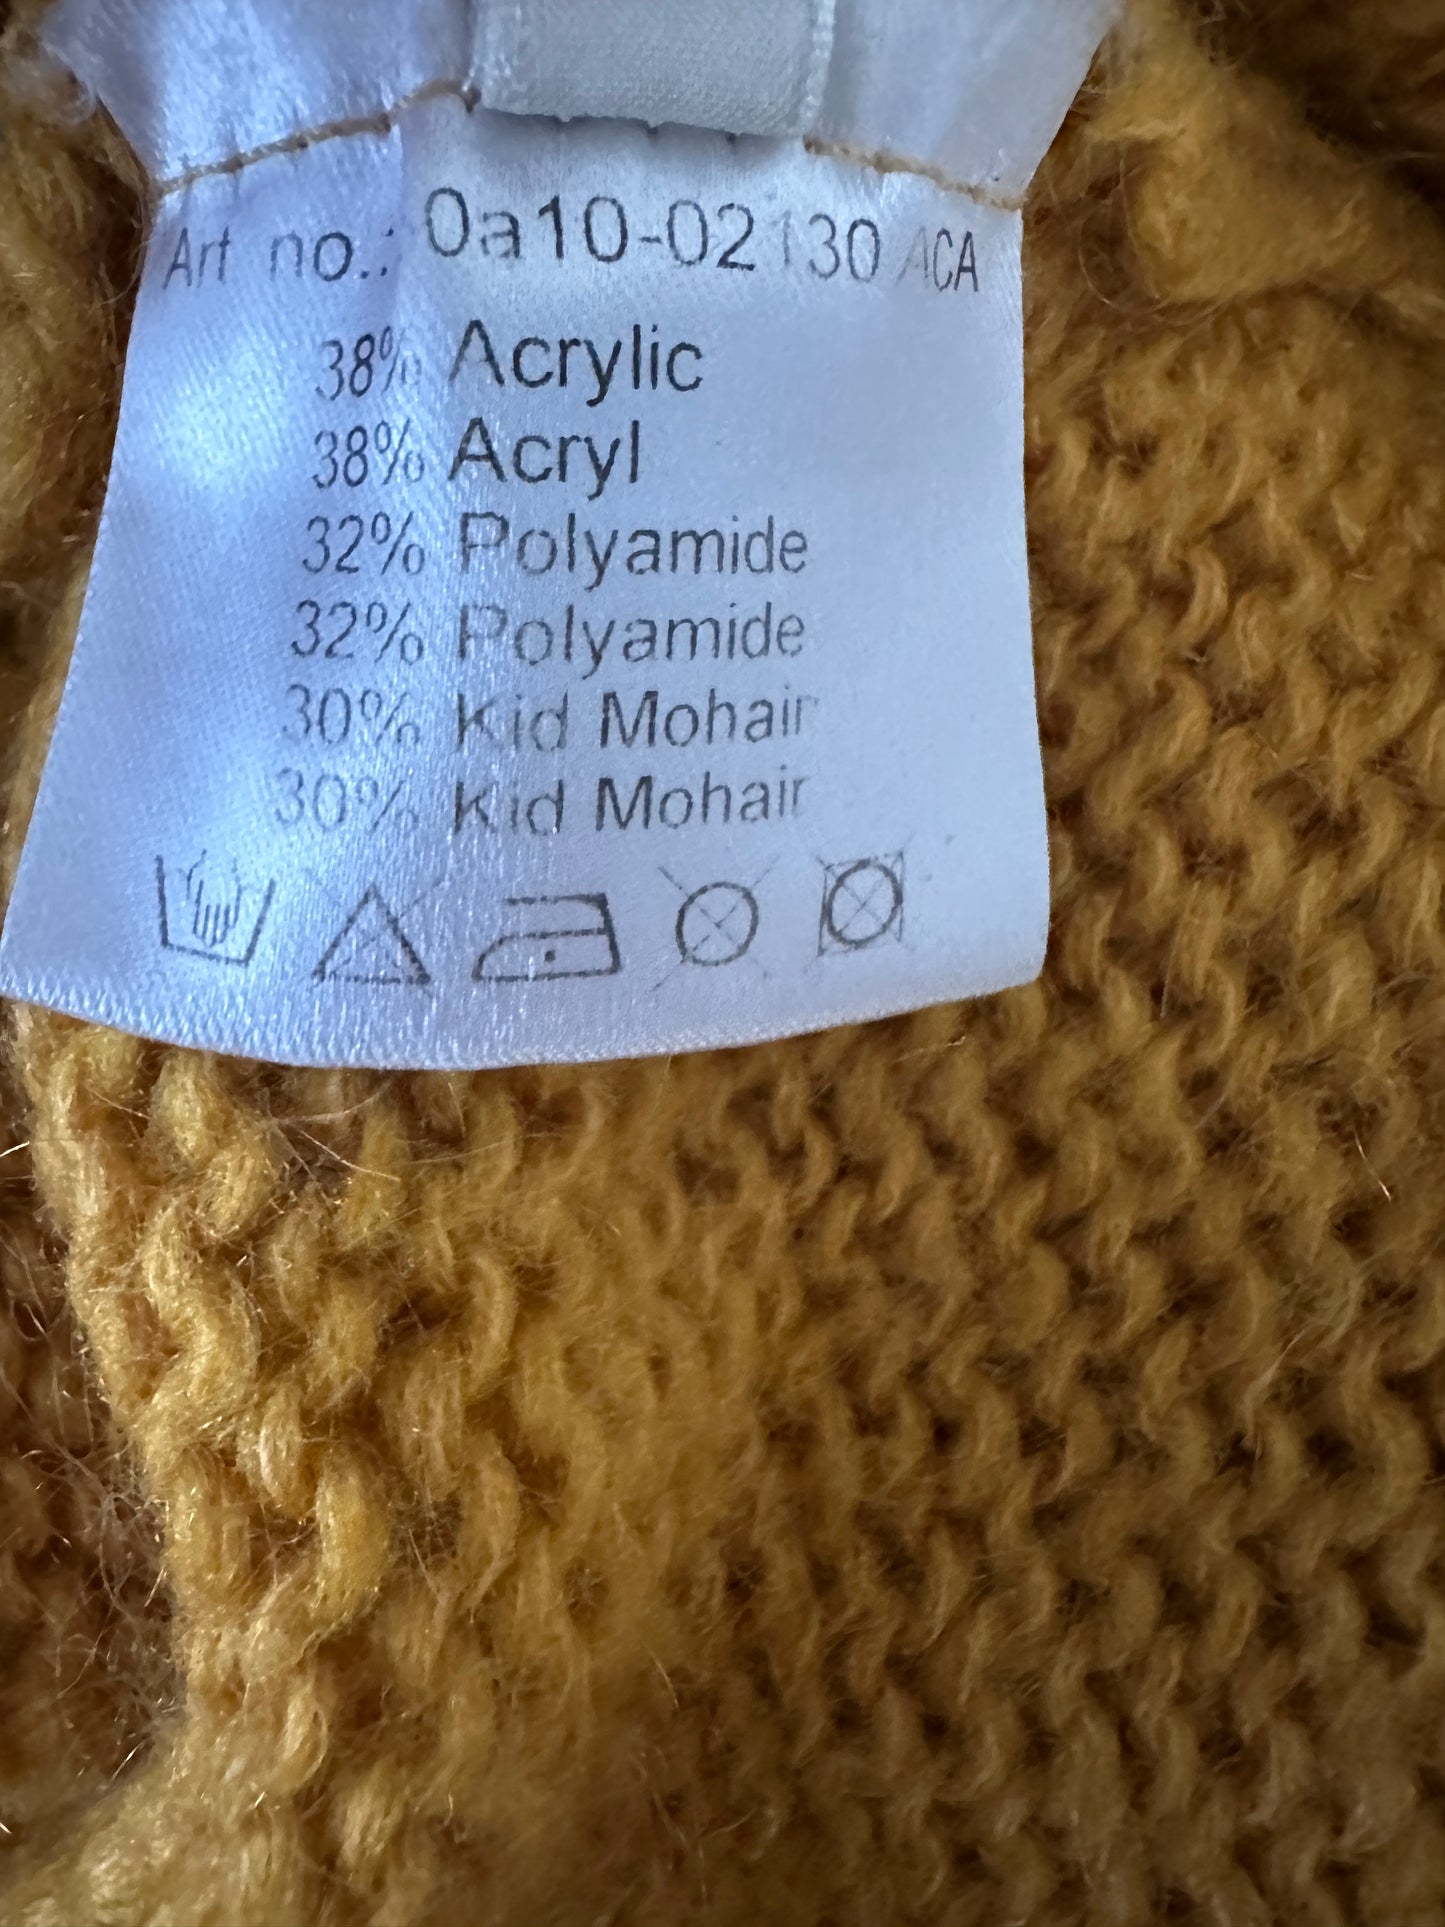 Art no.: 0a10-02130 ACA
38% Acrylic
38% Acryl
32% Polyamide
32% Polyamide
30% Kid Mohair
30% Kid Mohair